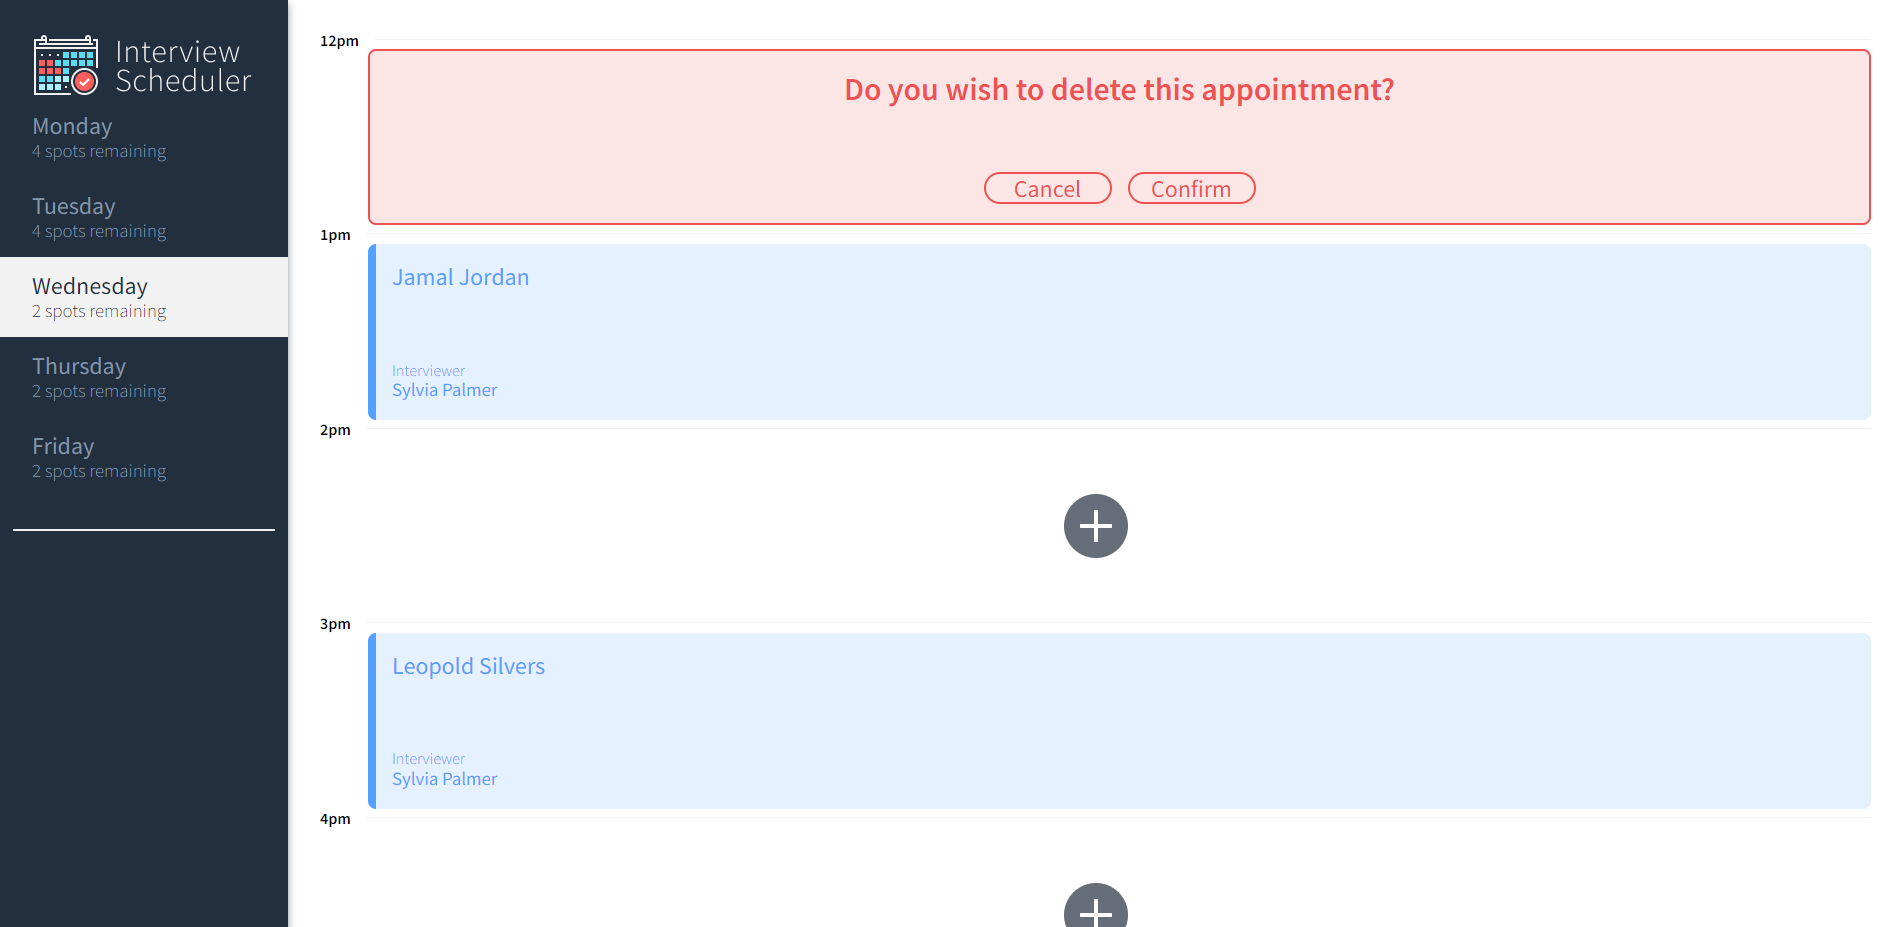 Interview
Scheduler
Monday
4 spots remaining
Tuesday
4 spots remaining
Wednesday
2 spots remaining
Thursday
2 spots remaining
Friday
2 spots remaining
12pm
Do you wish to delete this appointment?
Cancel
Confirm
1pm
Jamal Jordan
Interviewer
Sylvia Palmer
2pm
3pm
Leopold Silvers
Interviewer
Sylvia Palmer
4pm